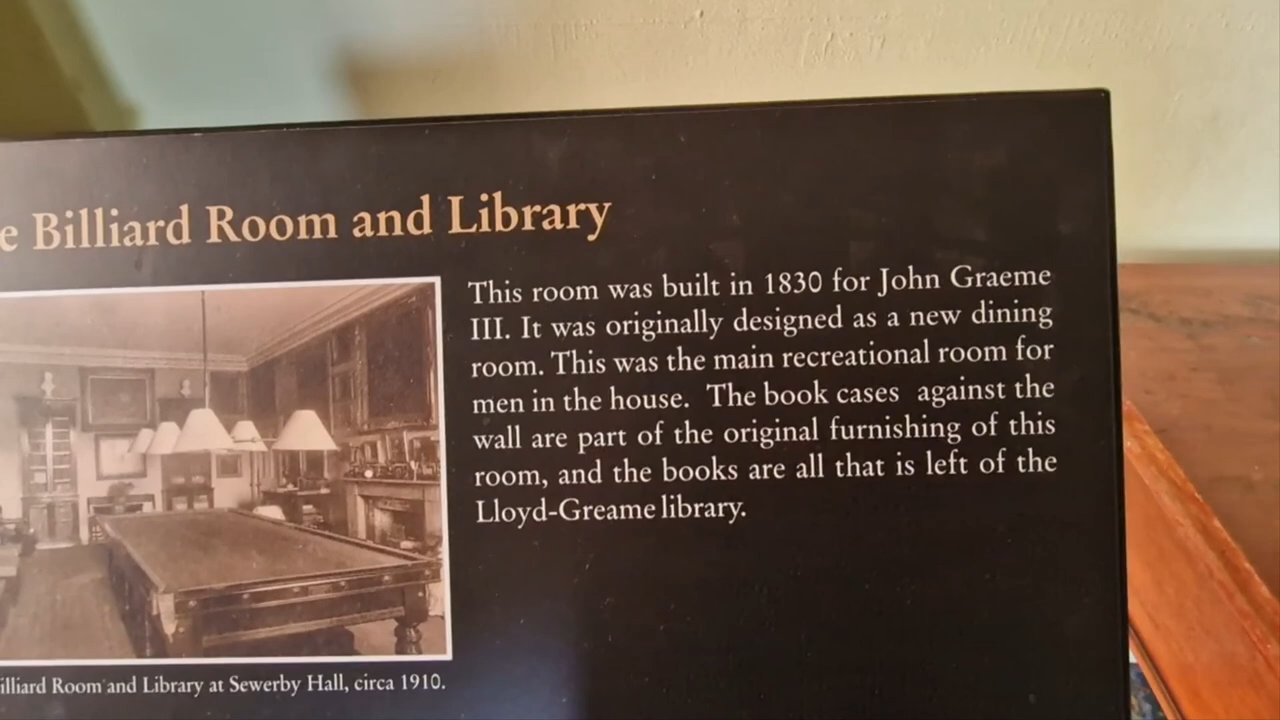 e Billiard Room and Library
This room was built in 1830 for John Graeme
III. It was originally designed as a new dining
room. This was the main recreational room for
men in the house. The book cases against the
wall are part of the original furnishing of this
room, and the books are all that is left of the
Lloyd-Greame library.
illiard Room and Library at Sewerby Hall, circa 1910.